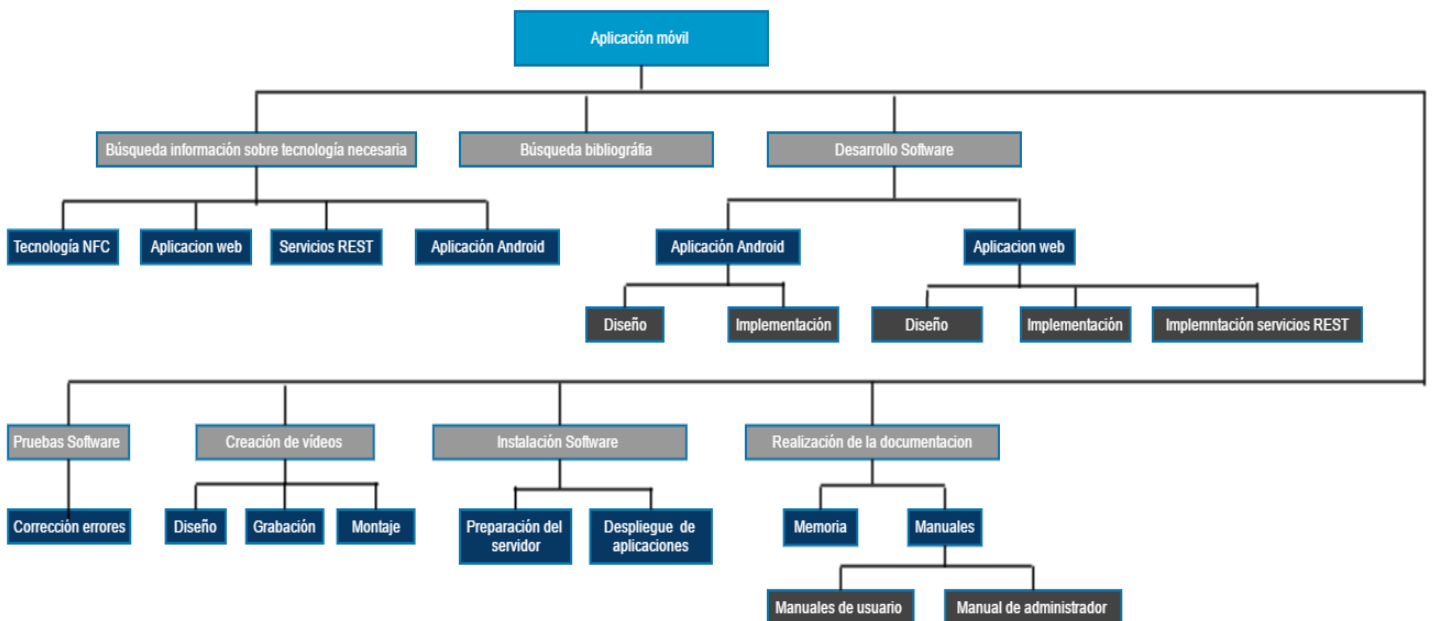 Aplicación móvil
Búsqueda información sobre tecnología necesaria
Búsqueda bibliográfia
Desarrollo Software
Tecnología NFC
Aplicacion web
Servicios REST
Aplicación Android
Aplicación Android
Aplicacion web
Diseño
Implementación
Diseño
Implementación
Implemntación servicios REST
Pruebas Software
Creación de vídeos
Instalación Software
Realización de la documentacion
Corrección errores
Diseño
Grabación
Montaje
Preparación del
servidor
Despliegue de
aplicaciones
Memoria
Manuales
Manuales de usuario
Manual de administrador